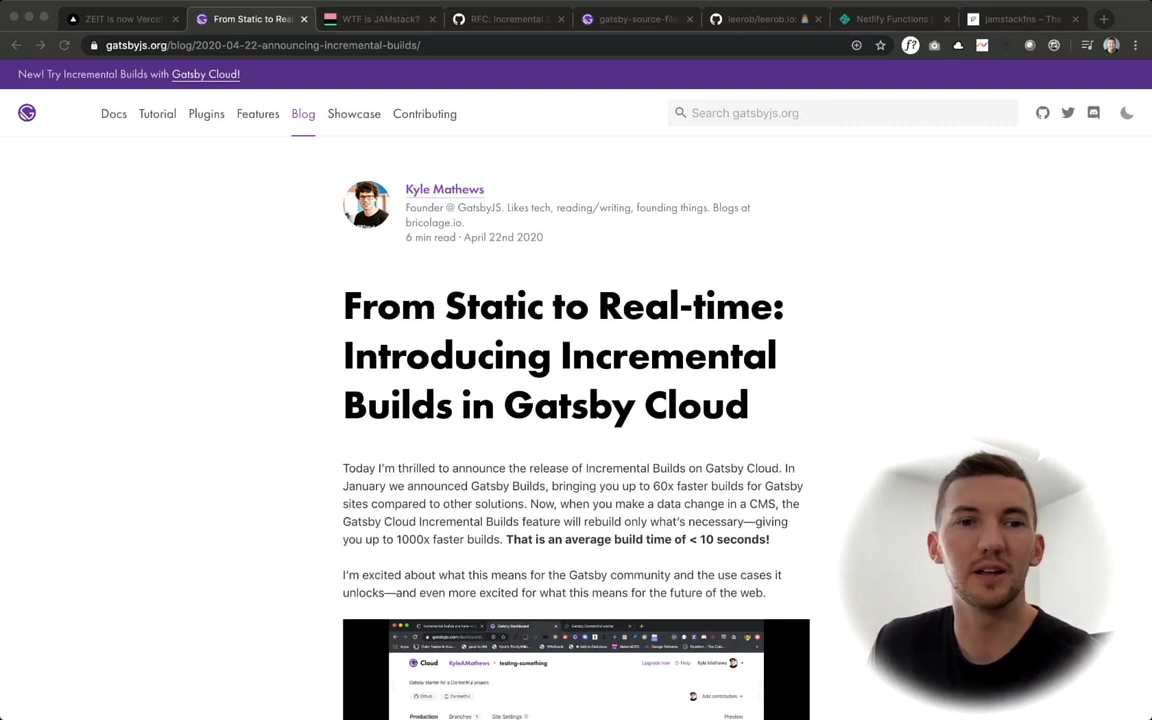 ZEIT is now Vercel
From Static to Real
WTF is JAMstack?
RFC: Incremental S
gatsby-source-file
leerob/leerob.io:
Netlify Functions
jamstackfns – The
gatsbyjs.org/blog/2020-04-22-announcing-incremental-builds/
New! Try Incremental Builds with Gatsby Cloud!
Docs Tutorial Plugins Features Blog Showcase Contributing
Search gatsbyjs.org
Kyle Mathews
Founder @ GatsbyJS. Likes tech, reading/writing, founding things. Blogs at
bricolage.io.
6 min read · April 22nd 2020
From Static to Real-time:
Introducing Incremental
Builds in Gatsby Cloud
Today I'm thrilled to announce the release of Incremental Builds on Gatsby Cloud. In
January we announced Gatsby Builds, bringing you up to 60x faster builds for Gatsby
sites compared to other solutions. Now, when you make a data change in a CMS, the
Gatsby Cloud Incremental Builds feature will rebuild only what's necessary—giving
you up to 1000x faster builds. That is an average build time of < 10 seconds!
I'm excited about what this means for the Gatsby community and the use cases it
unlocks—and even more excited for what this means for the future of the web.
Cloud KyleAMathews • testing-something
Upgrade now Help Kyle Mathews
Gatsby starter for a Contentful project.
Github Contentful
Add contributors
Production Branches Site Settings
Preview